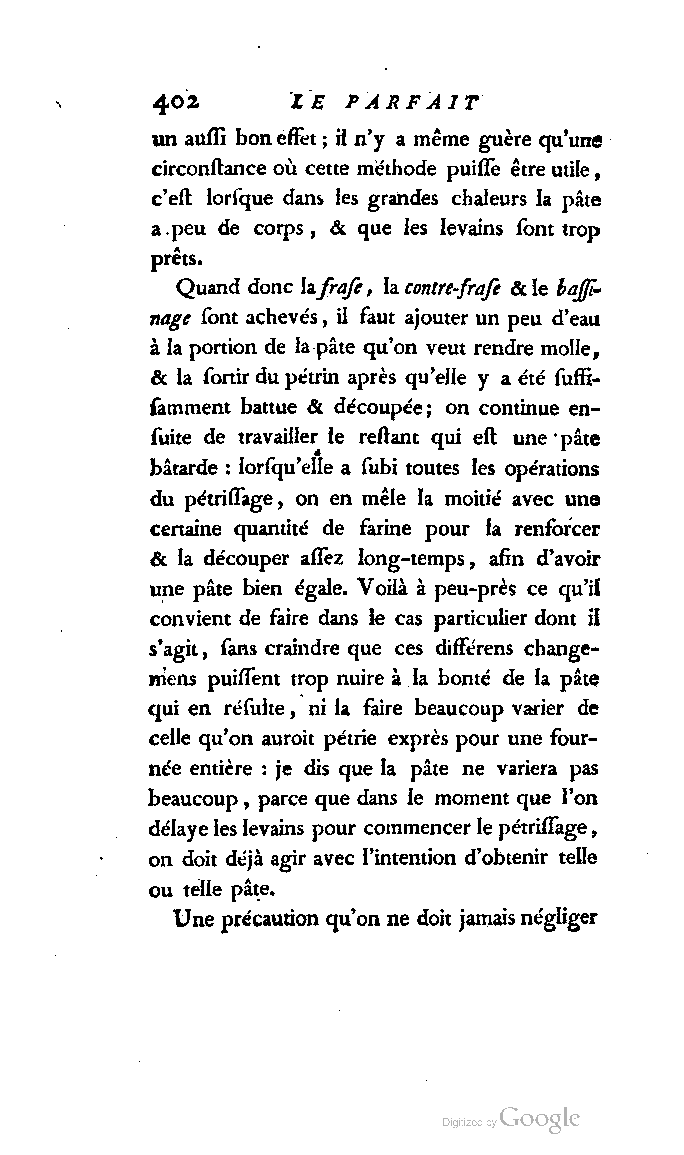 402 LE PARFAIT
un auſſi bon effet ; il n'y a même guère qu'une
circonſtance où cette méthode puiſſe être utile,
c'eſt lorſque dans les grandes chaleurs la pâte
a peu de corps, & que les levains ſont trop
prêts.
Quand donc la fraſe, la contre-fraſe & le baſſi-
nage ſont achevés, il faut ajouter un peu d'eau
à la portion de la pâte qu'on veut rendre molle,
& la ſortir du pétrin après qu'elle y a été ſuffi-
ſamment battue & découpée; on continue en-
ſuite de travailler le reſtant qui eſt une pâte
bâtarde : lorſqu'elle a ſubi toutes les opérations
du pétriſſage, on en mêle la moitié avec une
certaine quantité de farine pour la renforcer
& la découper aſſez long-temps, afin d'avoir
une pâte bien égale. Voilà à peu-près ce qu'il
convient de faire dans le cas particulier dont il
s'agit, ſans craindre que ces différens change-
mens puiſſent trop nuire à la bonté de la pâte
qui en réſulte, ni la faire beaucoup varier de
celle qu'on auroit pétrie exprès pour une four-
née entière : je dis que la pâte ne variera pas
beaucoup, parce que dans le moment que l'on
délaye les levains pour commencer le pétriſſage,
on doit déjà agir avec l'intention d'obtenir telle
ou telle pâte.
Une précaution qu'on ne doit jamais négliger
Digitized by Google